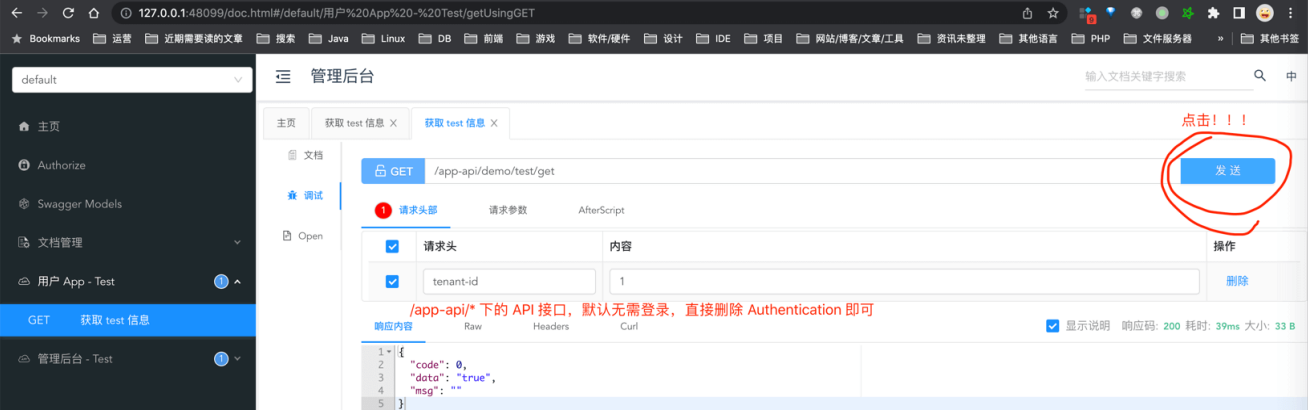 127.0.0.1:48099/doc.html#/default/用户%20App%20-%20Test/getUsingGET
6
Bookmarks 运营 近期需要读的文章 搜索 Java Linux DB 前端 游戏 软件/硬件 设计 IDE 项目 网站/博客/文章/工具 资讯未整理 其他语言 PHP 文件服务器 » 其他书签
default
管理后台
输入文档关键字搜索
中
主页
Authorize
Swagger Models
文档管理
用户 App - Test 1
GET 获取 test 信息
管理后台 - Test 1
主页 获取 test 信息 获取 test 信息
点击！！！
文档
调试
Open
GET /app-api/demo/test/get 发 送
1 请求头部 请求参数 AfterScript
请求头 内容 操作
tenant-id 1 删除
/app-api/* 下的 API 接口，默认无需登录，直接删除 Authentication 即可
响应内容 Raw Headers Curl 显示说明 响应码: 200 耗时: 39ms 大小: 33 B
1 {
2 "code": 0,
3 "data": "true",
4 "msg": ""
5 }